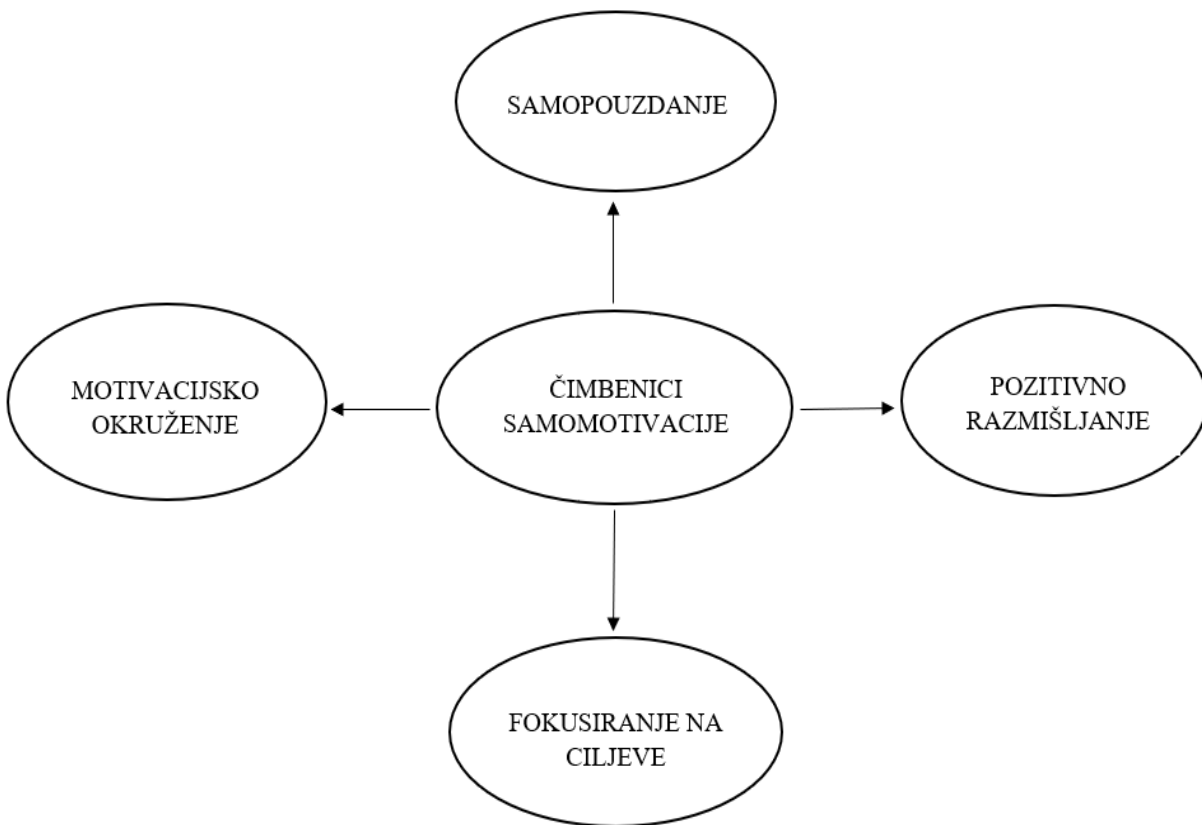 SAMOPOUZDANJE
MOTIVACIJSKO
OKRUŽENJE
ČIMBENICI
SAMOMOTIVACIJE
POZITIVNO
RAZMIŠLJANJE
FOKUSIRANJE NA
CILJEVE